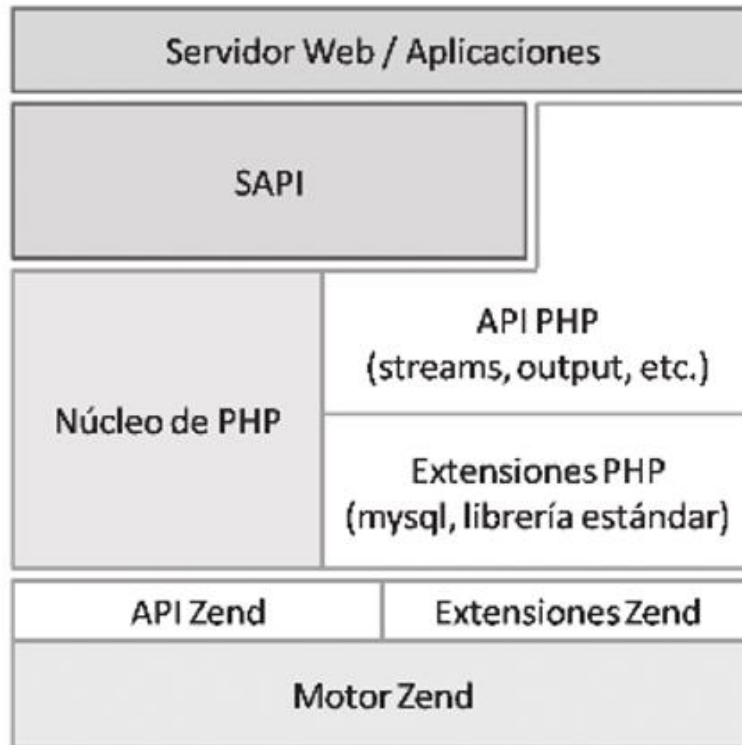 Servidor Web / Aplicaciones
SAPI
API PHP
(streams, output, etc.)
Núcleo de PHP
Extensiones PHP
(mysql, librería estándar)
API Zend
Extensiones Zend
Motor Zend